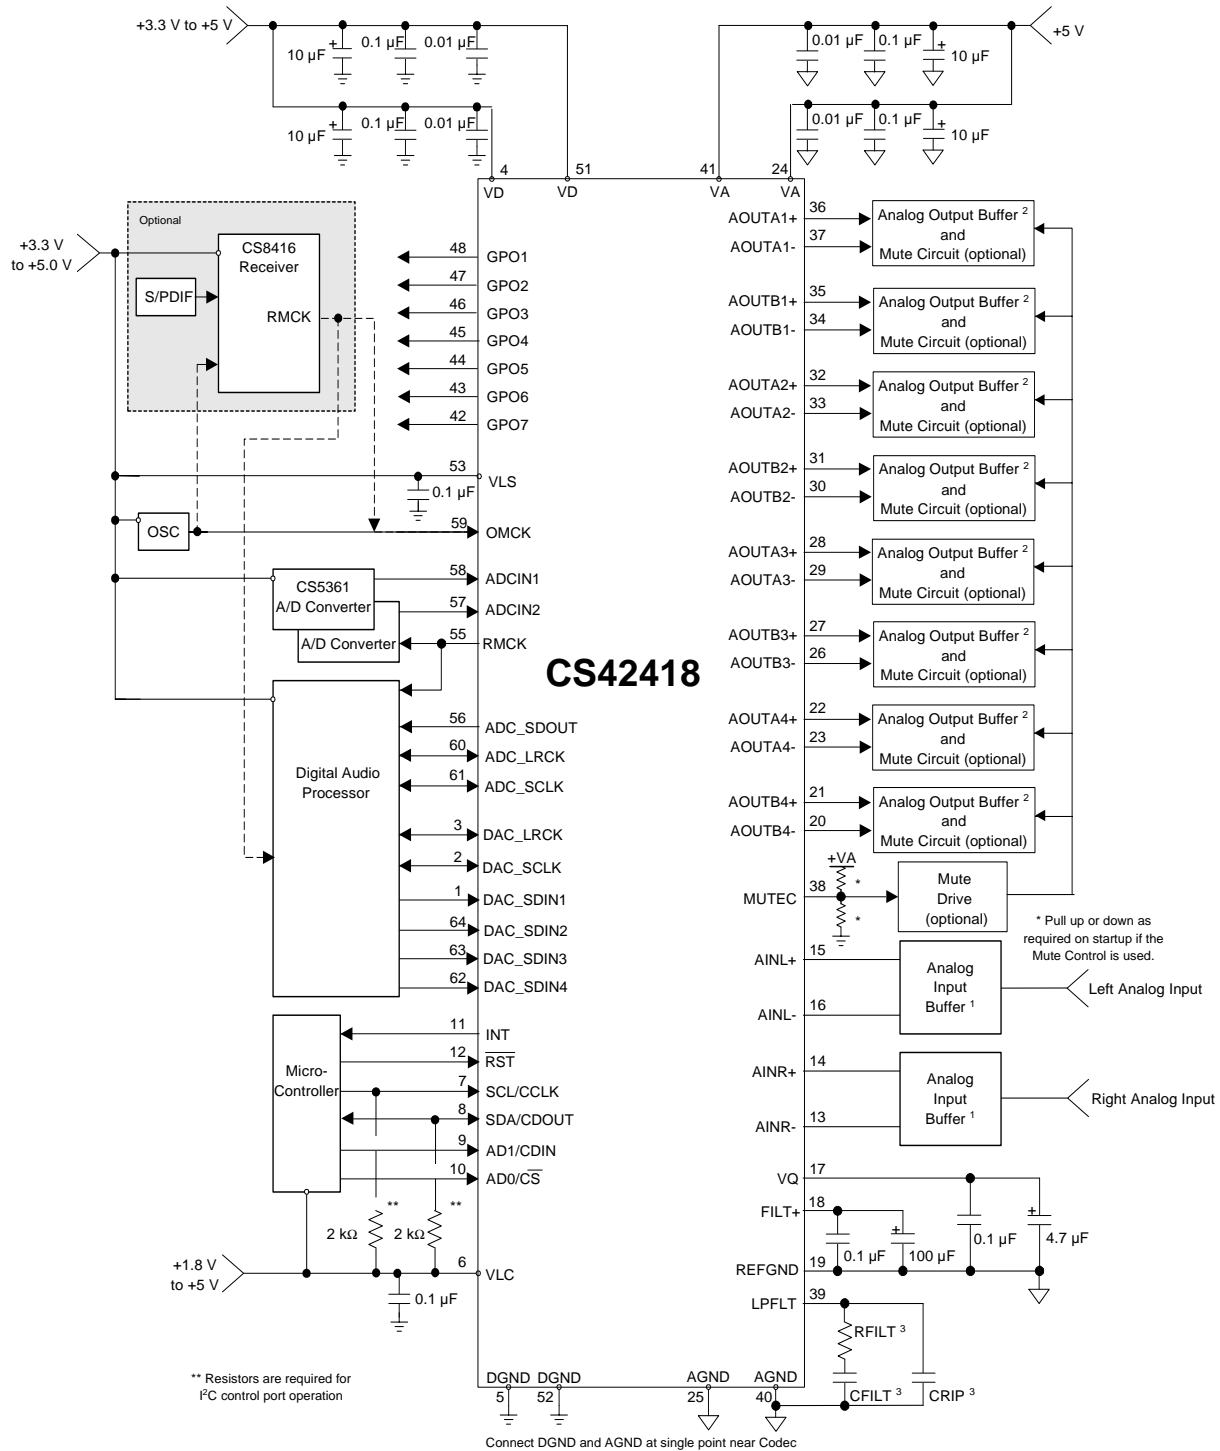 +3.3 V to +5 V
10 µF
+
0.1 µF
0.01 µF
0.01 µF
0.1 µF
+
10 µF
+5 V
10 µF
+
0.1 µF
0.01 µF
0.01 µF
0.1 µF
+
10 µF
4
VD
51
VD
41
VA
24
VA
Optional
+3.3 V
to +5.0 V
CS8416
Receiver
S/PDIF
RMCK
48
GPO1
47
GPO2
46
GPO3
45
GPO4
44
GPO5
43
GPO6
42
GPO7
53
VLS
0.1 µF
OSC
59
OMCK
CS5361
A/D Converter
A/D Converter
58
ADCIN1
57
ADCIN2
55
RMCK
CS42418
Digital Audio
Processor
56
ADC_SDOUT
60
ADC_LRCK
61
ADC_SCLK
3
DAC_LRCK
2
DAC_SCLK
1
DAC_SDIN1
64
DAC_SDIN2
63
DAC_SDIN3
62
DAC_SDIN4
Micro-
Controller
11
INT
12
RST
7
SCL/CCLK
8
SDA/CDOUT
9
AD1/CDIN
10
AD0/CS
**
**
2 kΩ
2 kΩ
+1.8 V
to +5 V
6
VLC
0.1 µF
** Resistors are required for
I²C control port operation
DGND
5
DGND
52
AGND
25
AGND
40
Connect DGND and AGND at single point near Codec
AOUTA1+
36
AOUTA1-
37
Analog Output Buffer ²
and
Mute Circuit (optional)
AOUTB1+
35
AOUTB1-
34
Analog Output Buffer ²
and
Mute Circuit (optional)
AOUTA2+
32
AOUTA2-
33
Analog Output Buffer ²
and
Mute Circuit (optional)
AOUTB2+
31
AOUTB2-
30
Analog Output Buffer ²
and
Mute Circuit (optional)
AOUTA3+
28
AOUTA3-
29
Analog Output Buffer ²
and
Mute Circuit (optional)
AOUTB3+
27
AOUTB3-
26
Analog Output Buffer ²
and
Mute Circuit (optional)
AOUTA4+
22
AOUTA4-
23
Analog Output Buffer ²
and
Mute Circuit (optional)
AOUTB4+
21
AOUTB4-
20
Analog Output Buffer ²
and
Mute Circuit (optional)
+VA
*
MUTEC
38
*
Mute
Drive
(optional)
* Pull up or down as
required on startup if the
Mute Control is used.
AINL+
15
AINL-
16
Analog
Input
Buffer ¹
Left Analog Input
AINR+
14
AINR-
13
Analog
Input
Buffer ¹
Right Analog Input
VQ
17
FILT+
18
+
+
0.1 µF
100 µF
0.1 µF
4.7 µF
REFGND
19
LPFLT
39
RFILT ³
CFILT ³
CRIP ³